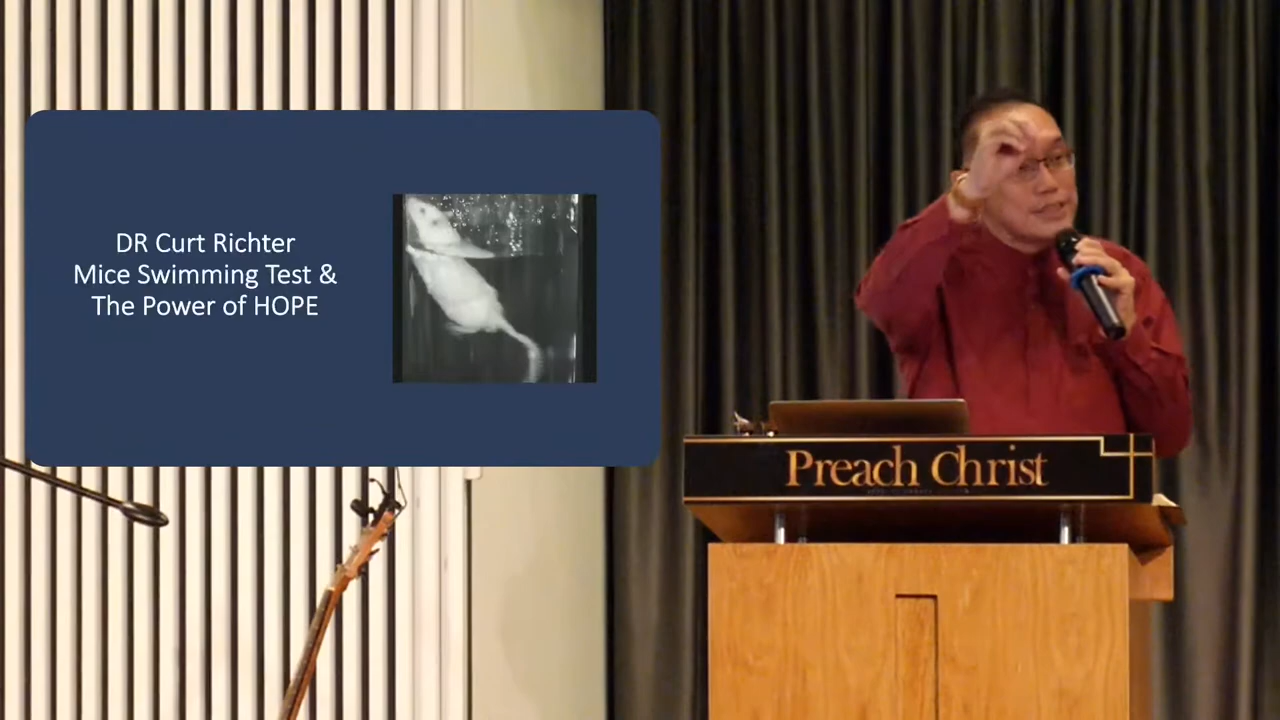 DR Curt Richter
Mice Swimming Test &
The Power of HOPE
Preach Christ